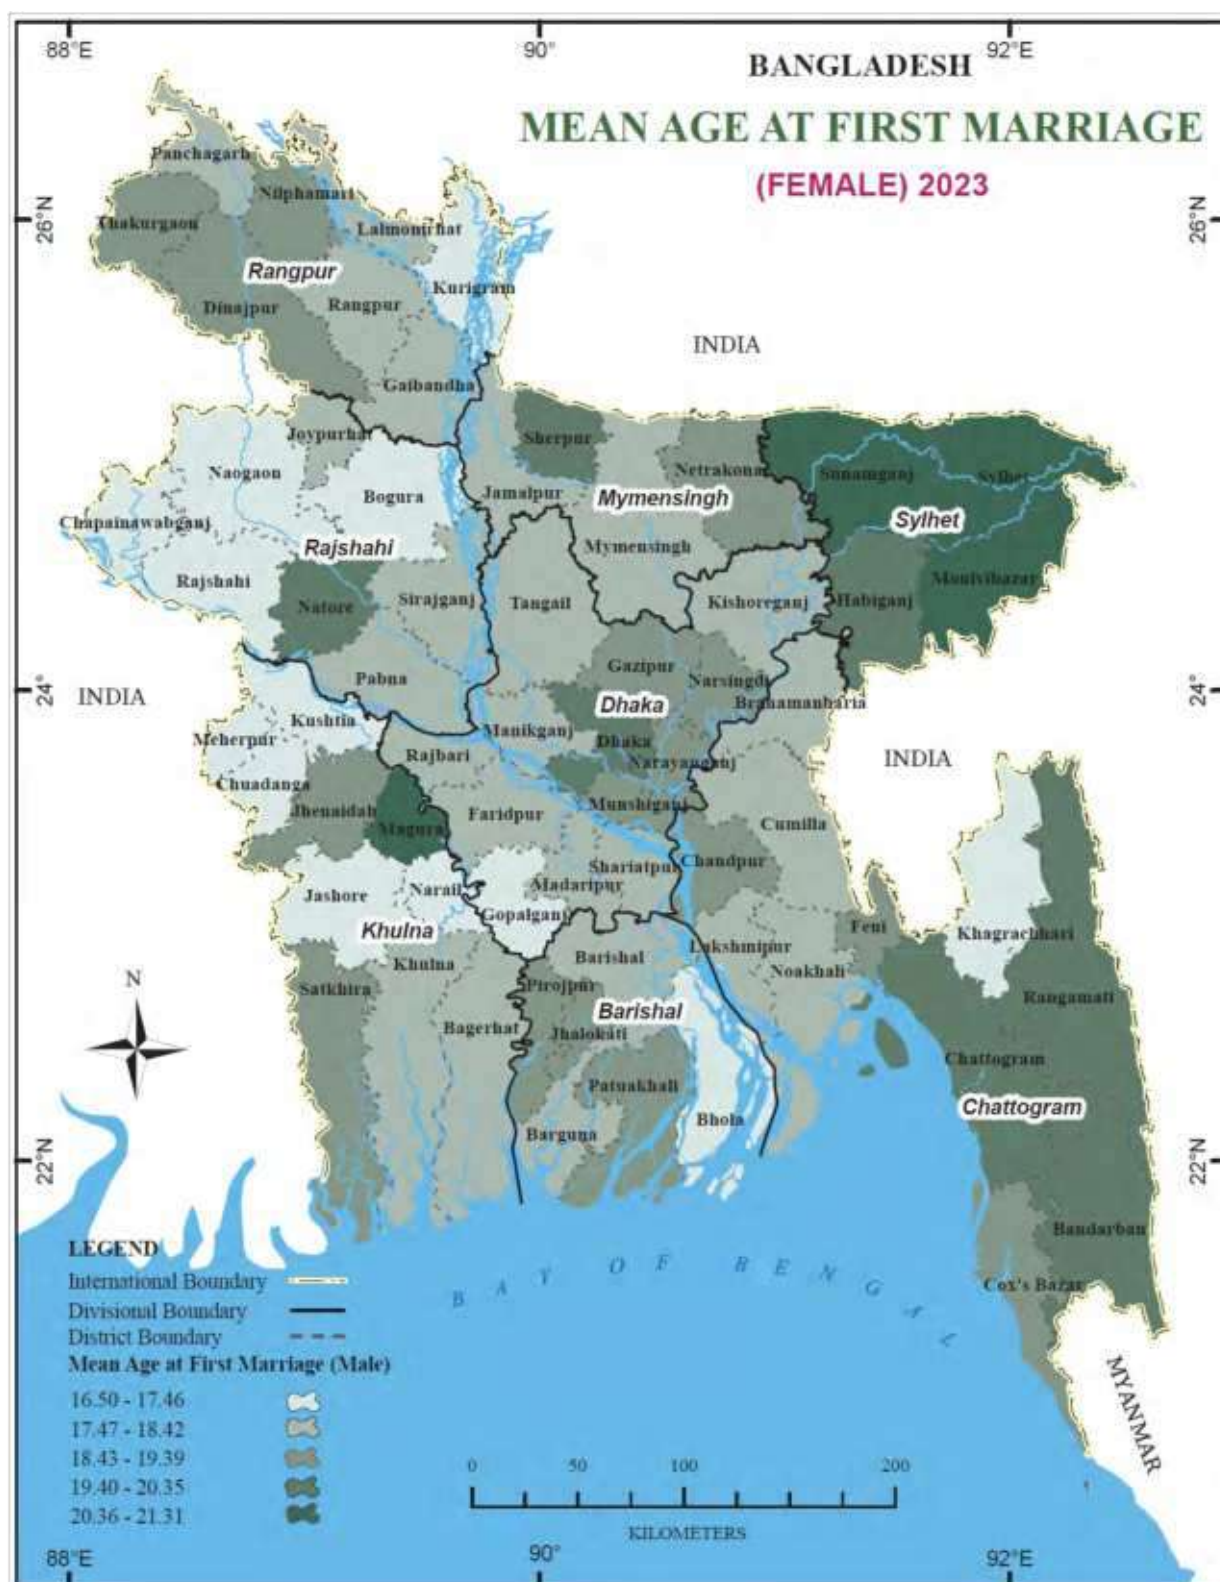 88°E 90° 92°E
BANGLADESH
MEAN AGE AT FIRST MARRIAGE
(FEMALE) 2023
26°N 26°N
Panchagarh
Nilphamari
Thakurgaon
Lalmonirhat
Rangpur
Kurigram
Dinajpur
Rangpur
INDIA
Gaibandha
Joypurhat
Sherpur
Naogaon
Netrakona
Sunamganj
Sylhet
Bogura
Jamalpur
Mymensingh
Chapainawabganj
Sylhet
Rajshahi
Mymensingh
Rajshahi
Moulvibazar
Natore
Sirajganj
Tangail
Kishoreganj
Habiganj
Gazipur
Pabna
Narsingdi
24° 24°
INDIA
Dhaka
Brahamanbaria
Kushtia
Meherpur
Manikganj
Dhaka
Rajbari
Narayanganj
INDIA
Chuadanga
Jhenaidah
Munshiganj
Faridpur
Magura
Cumilla
Chandpur
Shariatpur
Jashore
Narail
Madaripur
Gopalganj
Khulna
Feni
Khagrachhari
Lakshmipur
Khulna
Barishal
Noakhali
N
Satkhira
Pirojpur
Rangamati
Barishal
Bagerhat
Jhalokati
Chattogram
Patuakhali
Chattogram
Bhola
Barguna
22°N 22°N
Bandarban
LEGEND
BAY OF BENGAL
International Boundary
Cox's Bazar
Divisional Boundary
District Boundary
Mean Age at First Marriage (Male)
16.50 - 17.46
17.47 - 18.42
18.43 - 19.39
19.40 - 20.35
20.36 - 21.31
MYANMAR
0 50 100 200
KILOMETERS
88°E 90° 92°E